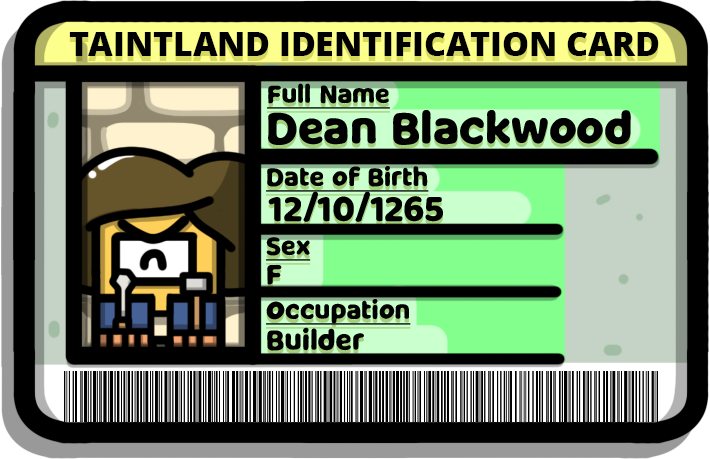 TAINTLAND IDENTIFICATION CARD
Full Name
Dean Blackwood
Date of Birth
12/10/1265
Sex
F
Occupation
Builder